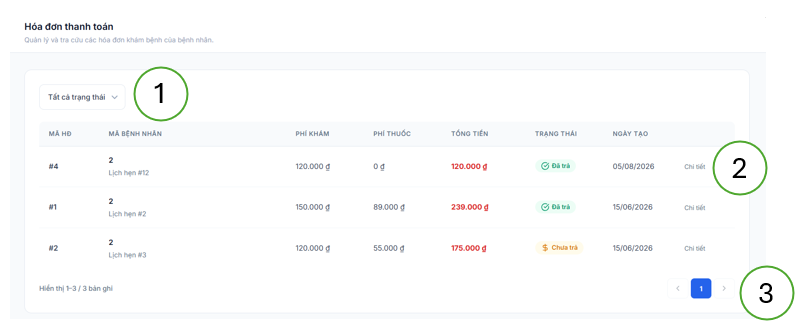 Hóa đơn thanh toán
Quản lý và tra cứu các hóa đơn khám bệnh của bệnh nhân.
Tất cả trạng thái 1
MÃ HĐ MÃ BỆNH NHÂN PHÍ KHÁM PHÍ THUỐC TỔNG TIỀN TRẠNG THÁI NGÀY TẠO
#4 2 120.000 ₫ 0 ₫ 120.000 ₫ Đã trả 05/08/2026 Chi tiết 2
Lịch hẹn #12
#1 2 150.000 ₫ 89.000 ₫ 239.000 ₫ Đã trả 15/06/2026 Chi tiết
Lịch hẹn #2
#2 2 120.000 ₫ 55.000 ₫ 175.000 ₫ $ Chưa trả 15/06/2026 Chi tiết
Lịch hẹn #3
Hiển thị 1-3 / 3 bản ghi < 1 > 3